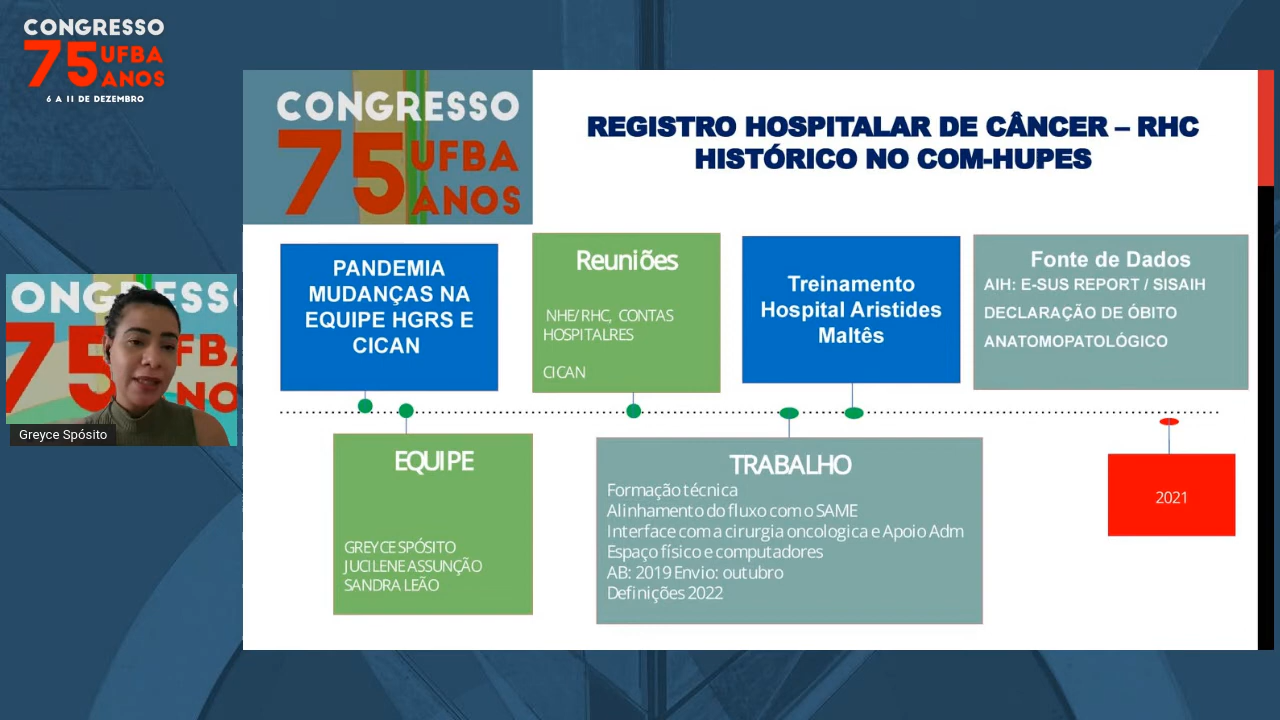 CONGRESSO
75 UFBA
ANOS
6 A 11 DE DEZEMBRO
CONGRESSO
75 UFBA
ANOS
REGISTRO HOSPITALAR DE CÂNCER – RHC
HISTÓRICO NO COM-HUPES
PANDEMIA
MUDANÇAS NA
EQUIPE HGRS E
CICAN
Reuniões
NHE/RHC, CONTAS
HOSPITALRES
CICAN
Treinamento
Hospital Aristides
Maltês
Fonte de Dados
AIH: E-SUS REPORT / SISAIH
DECLARAÇÃO DE ÓBITO
ANATOMOPATOLÓGICO
EQUIPE
GREYCE SPÓSITO
JUCILENE ASSUNÇÃO
SANDRA LEÃO
TRABALHO
Formação técnica
Alinhamento do fluxo com o SAME
Interface com a cirurgia oncologica e Apoio Adm
Espaço físico e computadores
AB: 2019 Envio: outubro
Definições 2022
2021
Greyce Spósito